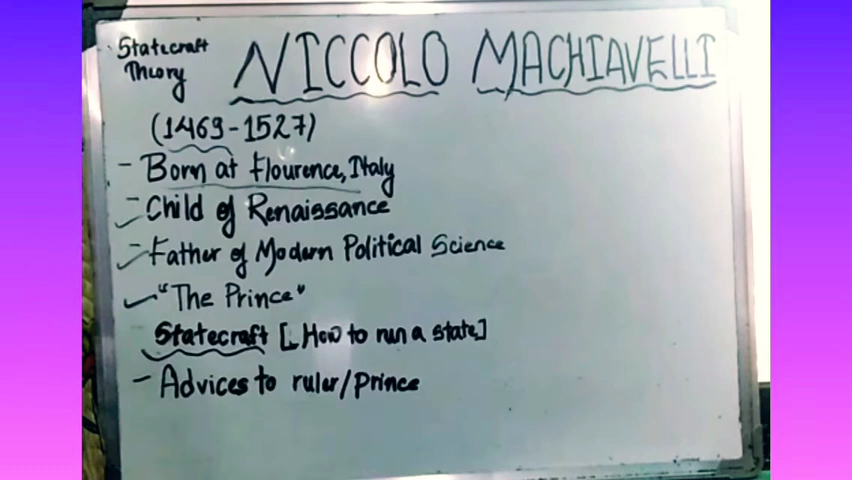 Statecraft
Theory
NICCOLO MACHIAVELLI
(1469-1527)
- Born at Flourence, Italy
- Child of Renaissance
- Father of Modern Political Science
"The Prince"
Statecraft [How to run a state]
- Advices to ruler/prince